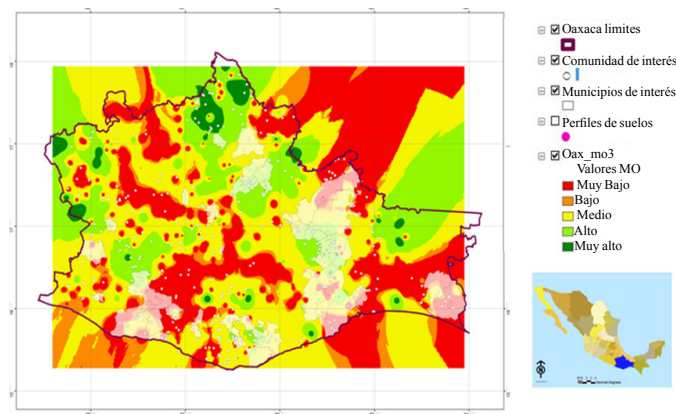 Oaxaca limites
Comunidad de interés
Municipios de interés
Perfiles de suelos
Oax_mo3
Valores MO
Muy Bajo
Bajo
Medio
Alto
Muy alto